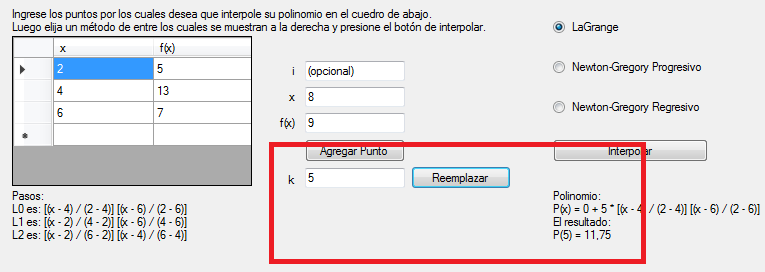 Ingrese los puntos por los cuales desea que interpole su polinomio en el cuedro de abajo.
Luego elija un método de entre los cuales se muestran a la derecha y presione el botón de interpolar.
x f(x)
2 5
4 13
6 7
i (opcional)
x 8
f(x) 9
Agregar Punto
k 5 Reemplazar
LaGrange
Newton-Gregory Progresivo
Newton-Gregory Regresivo
Interpolar
Pasos:
L0 es: [(x - 4) / (2 - 4)] [(x - 6) / (2 - 6)]
L1 es: [(x - 2) / (4 - 2)] [(x - 6) / (4 - 6)]
L2 es: [(x - 2) / (6 - 2)] [(x - 4) / (6 - 4)]
Polinomio:
P(x) = 0 + 5 * [(x - 4) / (2 - 4)] [(x - 6) / (2 - 6)]
El resultado:
P(5) = 11,75